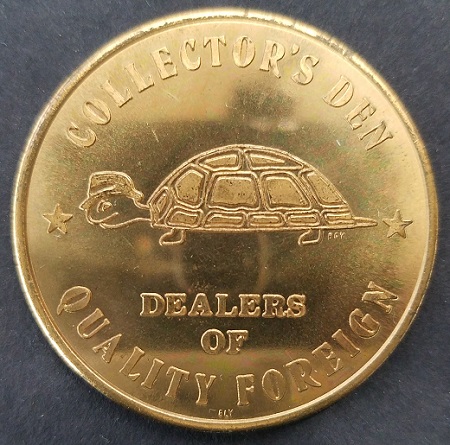 COLLECTOR'S DEN
DEALERS
OF
QUALITY FOREIGN